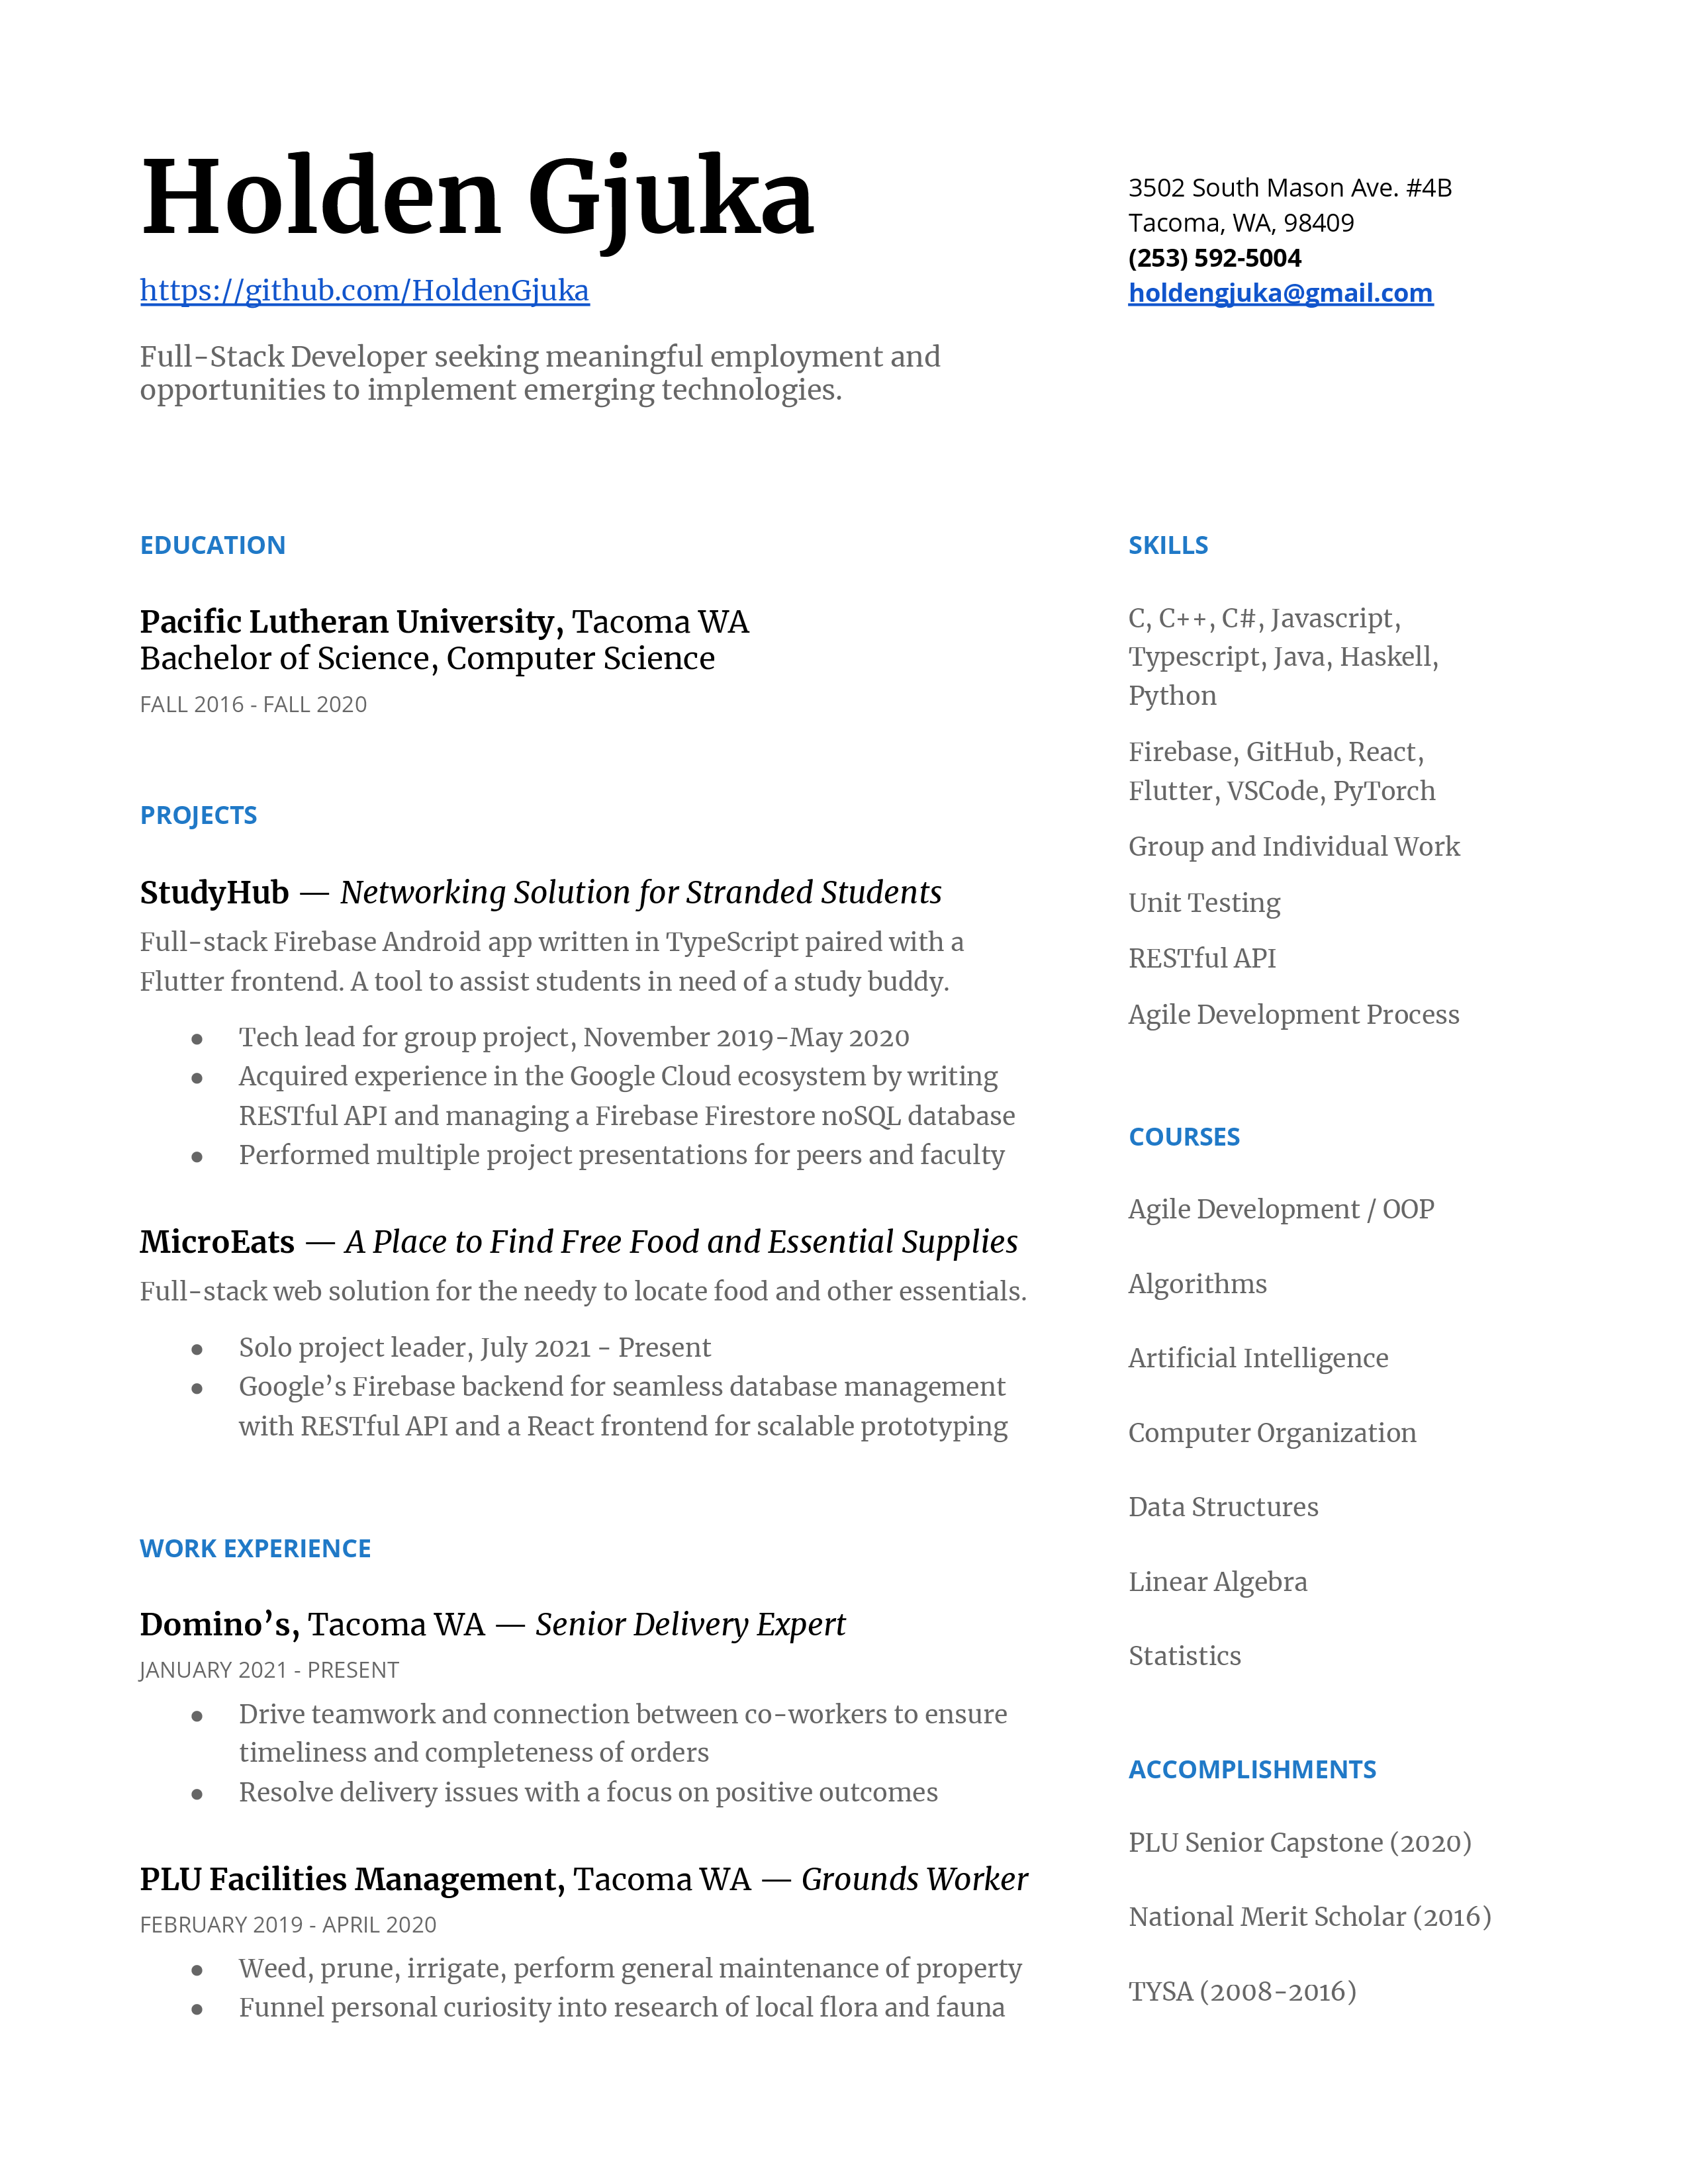 Holden Gjuka
https://github.com/HoldenGjuka
Full-Stack Developer seeking meaningful employment and
opportunities to implement emerging technologies.
3502 South Mason Ave. #4B
Tacoma, WA, 98409
(253) 592-5004
holdengjuka@gmail.com
EDUCATION
Pacific Lutheran University, Tacoma WA
Bachelor of Science, Computer Science
FALL 2016 - FALL 2020
PROJECTS
StudyHub — Networking Solution for Stranded Students
Full-stack Firebase Android app written in TypeScript paired with a
Flutter frontend. A tool to assist students in need of a study buddy.
● Tech lead for group project, November 2019-May 2020
● Acquired experience in the Google Cloud ecosystem by writing
RESTful API and managing a Firebase Firestore noSQL database
● Performed multiple project presentations for peers and faculty
MicroEats — A Place to Find Free Food and Essential Supplies
Full-stack web solution for the needy to locate food and other essentials.
● Solo project leader, July 2021 - Present
● Google’s Firebase backend for seamless database management
with RESTful API and a React frontend for scalable prototyping
WORK EXPERIENCE
Domino’s, Tacoma WA — Senior Delivery Expert
JANUARY 2021 - PRESENT
● Drive teamwork and connection between co-workers to ensure
timeliness and completeness of orders
● Resolve delivery issues with a focus on positive outcomes
PLU Facilities Management, Tacoma WA — Grounds Worker
FEBRUARY 2019 - APRIL 2020
● Weed, prune, irrigate, perform general maintenance of property
● Funnel personal curiosity into research of local flora and fauna
SKILLS
C, C++, C#, Javascript,
Typescript, Java, Haskell,
Python
Firebase, GitHub, React,
Flutter, VSCode, PyTorch
Group and Individual Work
Unit Testing
RESTful API
Agile Development Process
COURSES
Agile Development / OOP
Algorithms
Artificial Intelligence
Computer Organization
Data Structures
Linear Algebra
Statistics
ACCOMPLISHMENTS
PLU Senior Capstone (2020)
National Merit Scholar (2016)
TYSA (2008-2016)